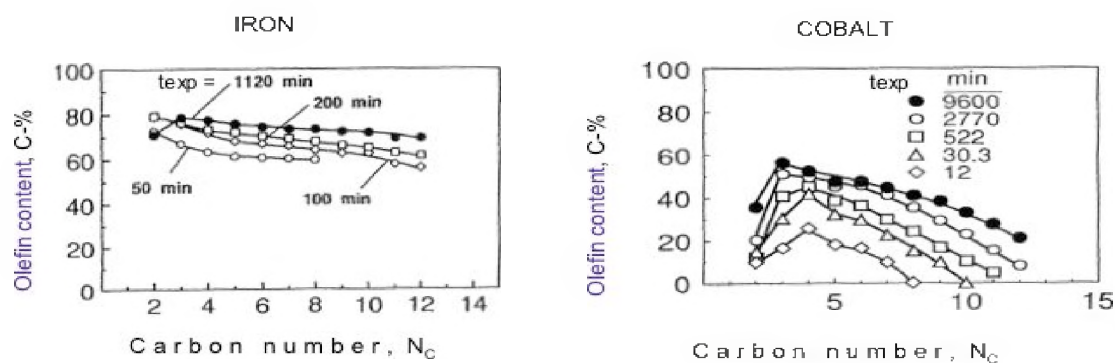 IRON
COBALT
Olefin content, C-%
100
80
60
40
20
0
texp = 1120 min
200 min
50 min
100 min
2 4 6 8 10 12 14
Carbon number, N_C
Olefin content, C-%
100
80
60
40
20
0
texp min
9600
2770
522
30.3
12
5 10 15
Carbon number, N_C